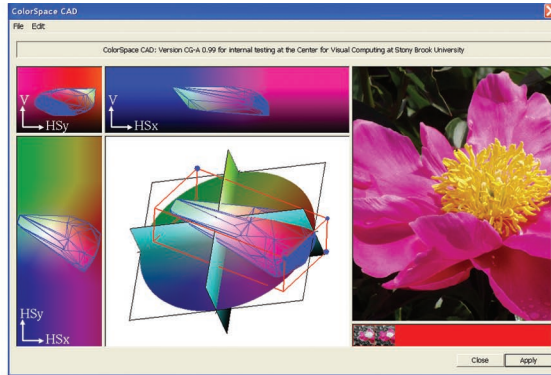 ColorSpace CAD
File Edit
ColorSpace CAD: Version CG-A 0.99 for internal testing at the Center for Visual Computing at Stony Brook University
V
HSy
V
HSx
HSy
HSx
Close Apply